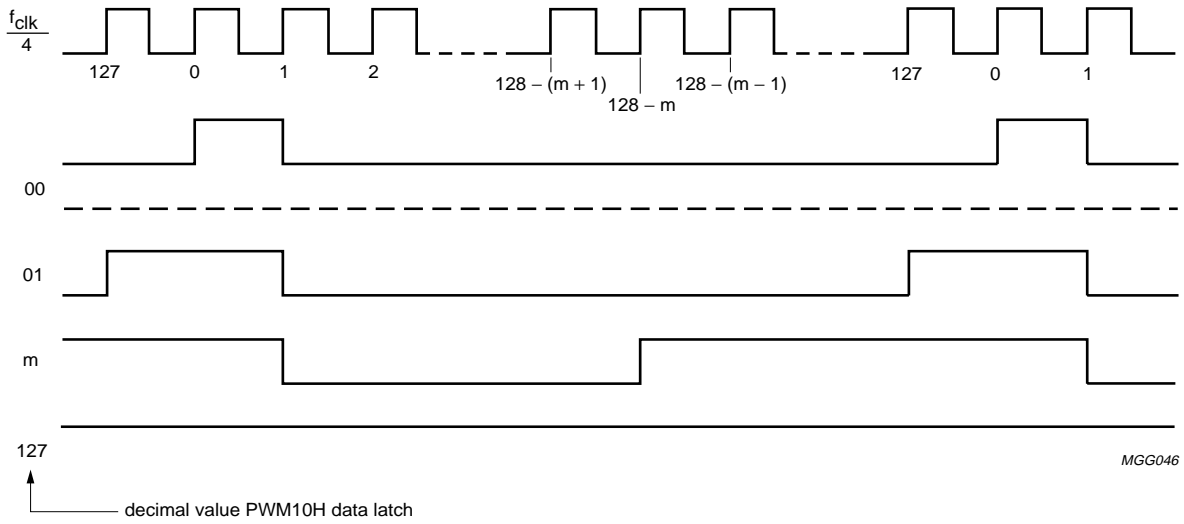 fclk
4
127 0 1 2 128 – (m + 1) 128 – m 128 – (m – 1) 127 0 1
00
01
m
127
MGG046
decimal value PWM10H data latch